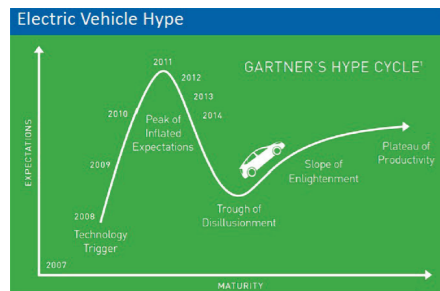 Electric Vehicle Hype
GARTNER'S HYPE CYCLE¹
2011
2012
2013
2014
2010
2009
2008
2007
Peak of
Inflated
Expectations
Technology
Trigger
Trough of
Disillusionment
Slope of
Enlightenment
Plateau of
Productivity
EXPECTATIONS
MATURITY